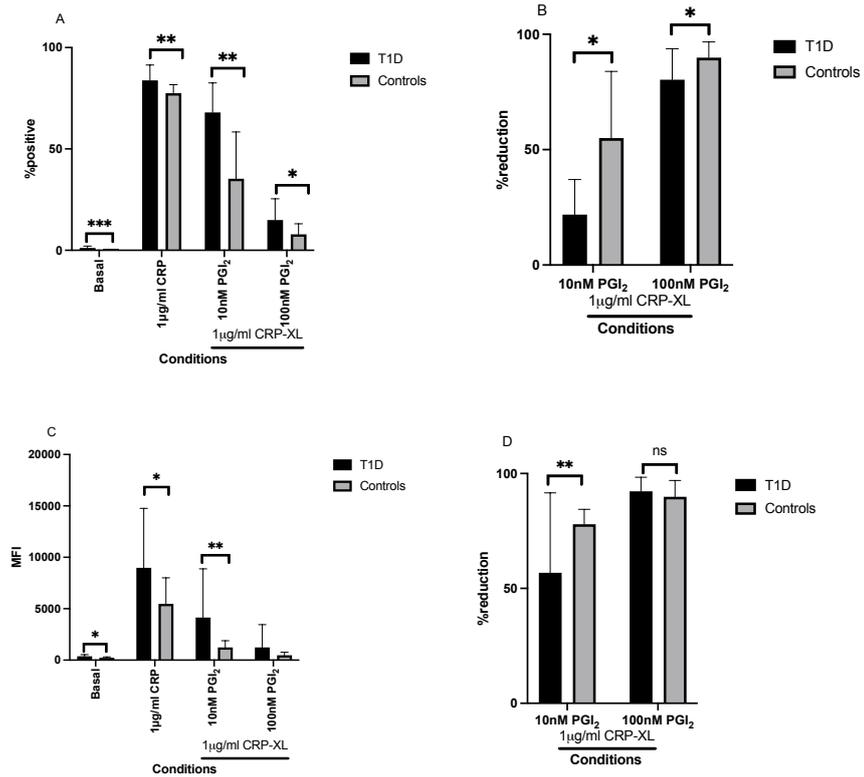 A
**
**
***
*
100
50
0
%positive
T1D
Controls
Basal
1µg/ml CRP
10nM PGI₂
100nM PGI₂
1µg/ml CRP-XL
Conditions
B
*
*
100
50
0
%reduction
T1D
Controls
10nM PGI₂
100nM PGI₂
1µg/ml CRP-XL
Conditions
C
*
*
**
20000
15000
10000
5000
0
MFI
T1D
Controls
Basal
1µg/ml CRP
10nM PGI₂
100nM PGI₂
1µg/ml CRP-XL
Conditions
D
**
ns
100
50
0
%reduction
T1D
Controls
10nM PGI₂
100nM PGI₂
1µg/ml CRP-XL
Conditions